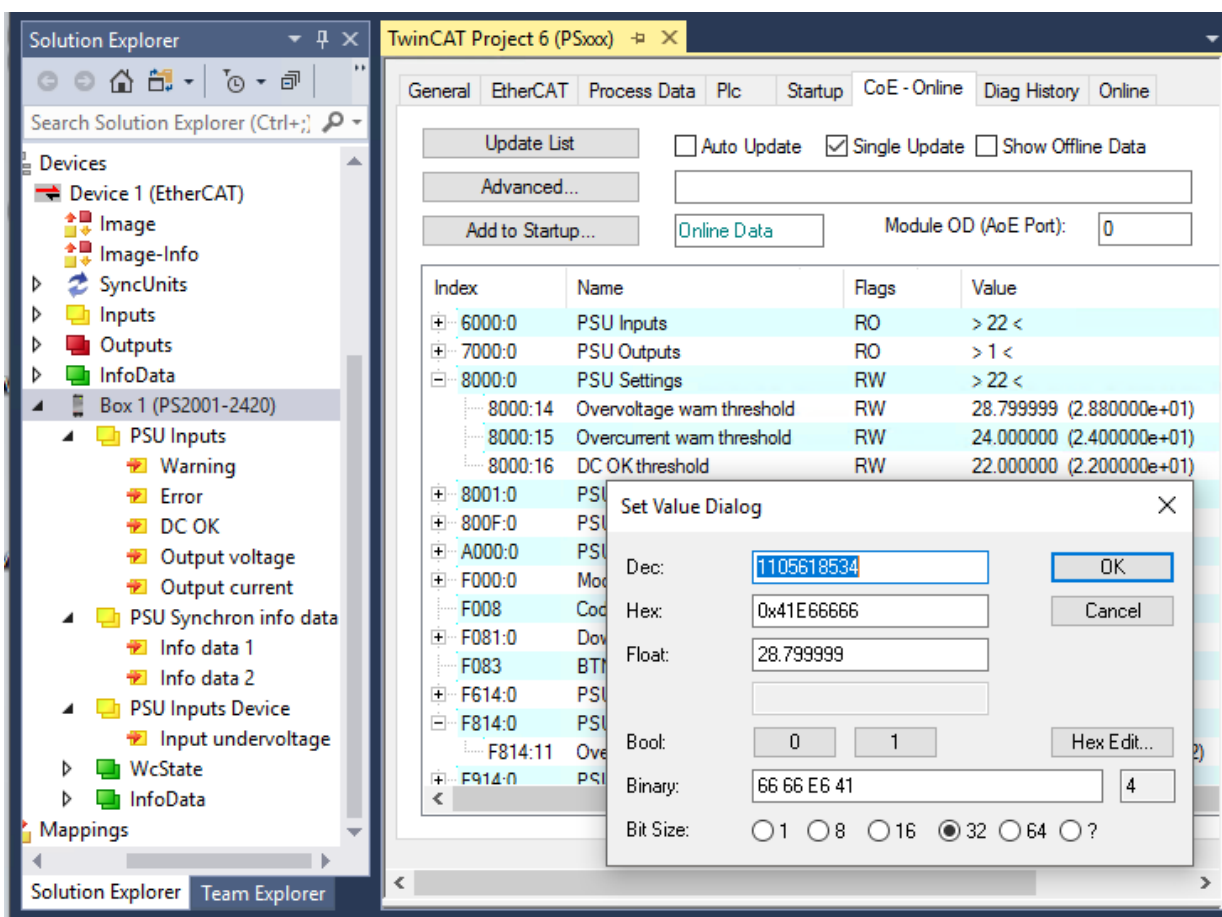 Solution Explorer
Search Solution Explorer (Ctrl+;)
Devices
Device 1 (EtherCAT)
Image
Image-Info
SyncUnits
Inputs
Outputs
InfoData
Box 1 (PS2001-2420)
PSU Inputs
Warning
Error
DC OK
Output voltage
Output current
PSU Synchron info data
Info data 1
Info data 2
PSU Inputs Device
Input undervoltage
WcState
InfoData
Mappings
Solution Explorer Team Explorer
TwinCAT Project 6 (PSxxx)
General EtherCAT Process Data Plc Startup CoE - Online Diag History Online
Update List Auto Update Single Update Show Offline Data
Advanced...
Add to Startup... Online Data Module OD (AoE Port): 0
Index Name Flags Value
6000:0 PSU Inputs RO > 22 <
7000:0 PSU Outputs RO > 1 <
8000:0 PSU Settings RW > 22 <
8000:14 Overvoltage warn threshold RW 28.799999 (2.880000e+01)
8000:15 Overcurrent warn threshold RW 24.000000 (2.400000e+01)
8000:16 DC OK threshold RW 22.000000 (2.200000e+01)
8001:0
800F:0
A000:0
F000:0
F008
F081:0
F083
F614:0
F814:0
F814:11
F914:0
Set Value Dialog
Dec: 1105618534 OK
Hex: 0x41E66666 Cancel
Float: 28.799999
Bool: 0 1 Hex Edit...
Binary: 66 66 E6 41 4
Bit Size: 1 8 16 32 64 ?